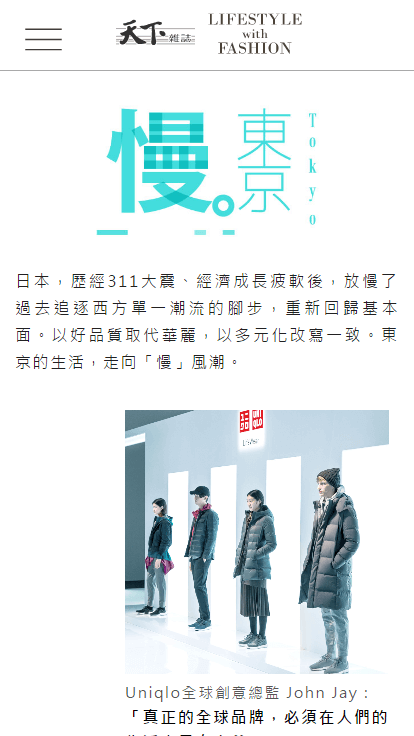 天下雜誌
LIFESTYLE
with
FASHION
慢。東京
Tokyo
日本，歷經311大震、經濟成長疲軟後，放慢了
過去追逐西方單一潮流的腳步，重新回歸基本
面。以好品質取代華麗，以多元化改寫一致。東
京的生活，走向「慢」風潮。
UNI
QLO
LifeWear
Uniqlo全球創意總監 John Jay：
「真正的全球品牌，必須在人們的